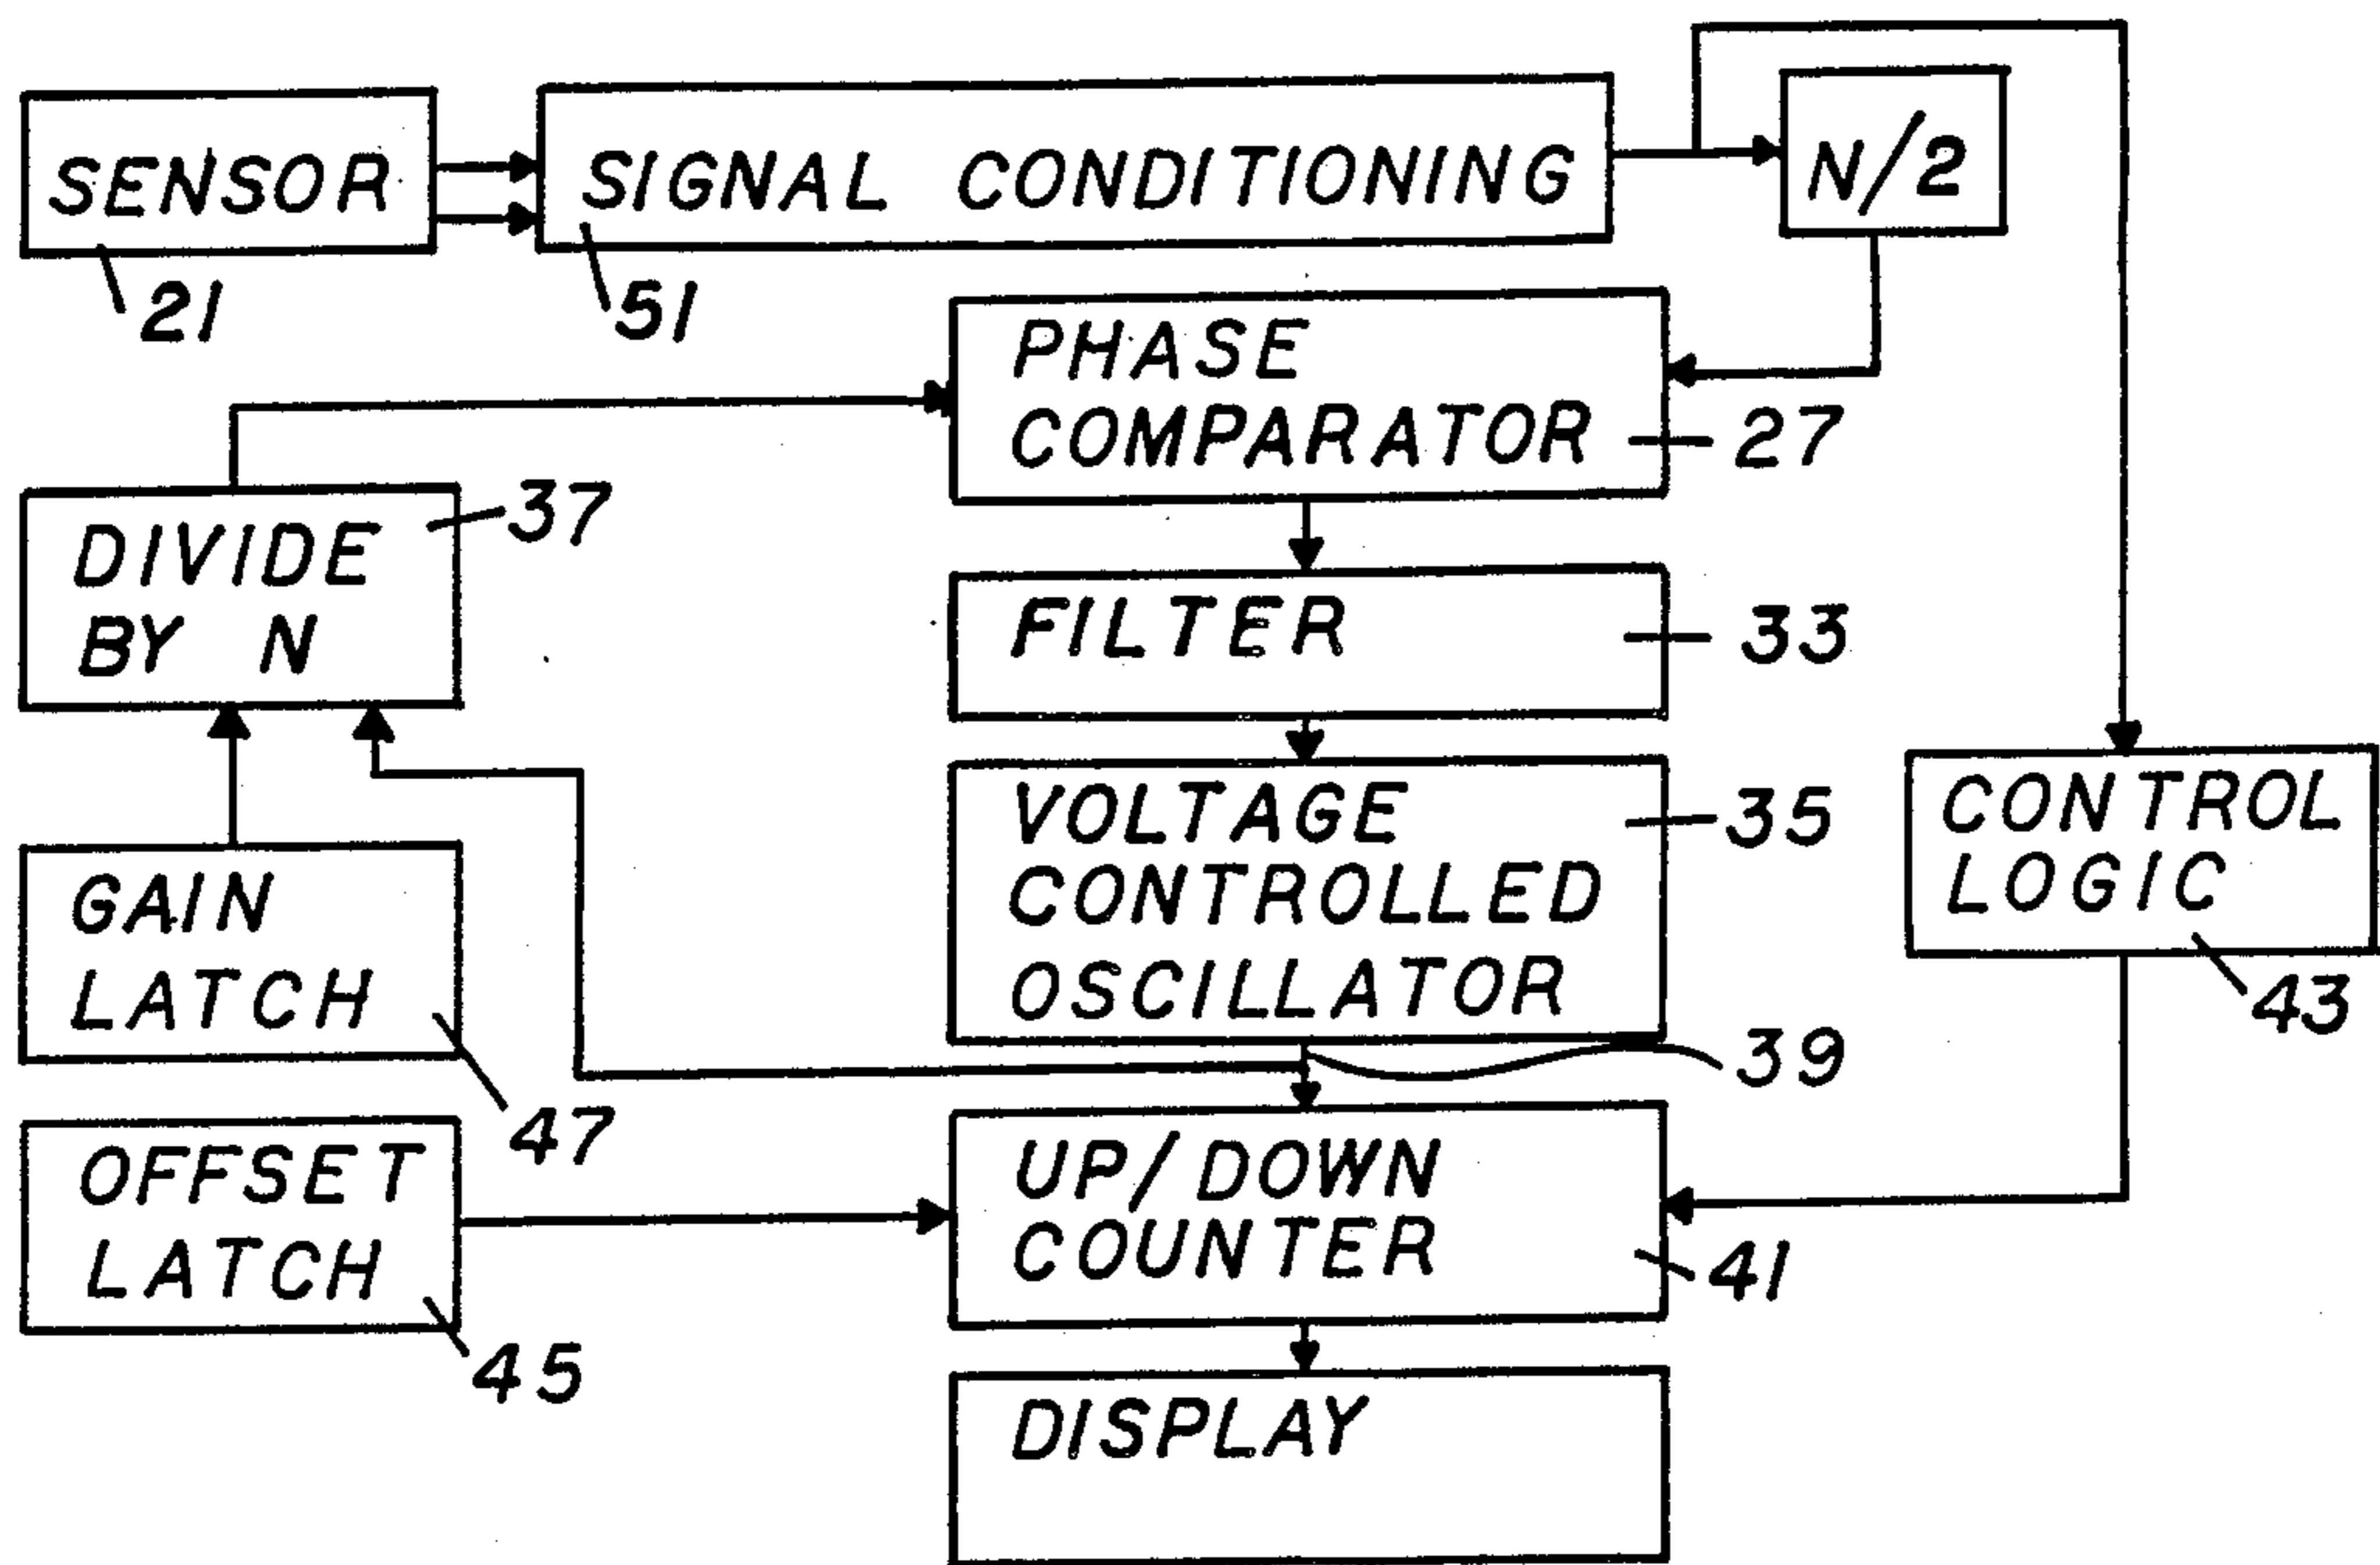 SENSOR
21
SIGNAL CONDITIONING
51
N/2
PHASE
COMPARATOR
27
DIVIDE
BY N
37
FILTER
33
VOLTAGE
CONTROLLED
OSCILLATOR
35
CONTROL
LOGIC
43
GAIN
LATCH
47
39
OFFSET
LATCH
45
UP/DOWN
COUNTER
41
DISPLAY